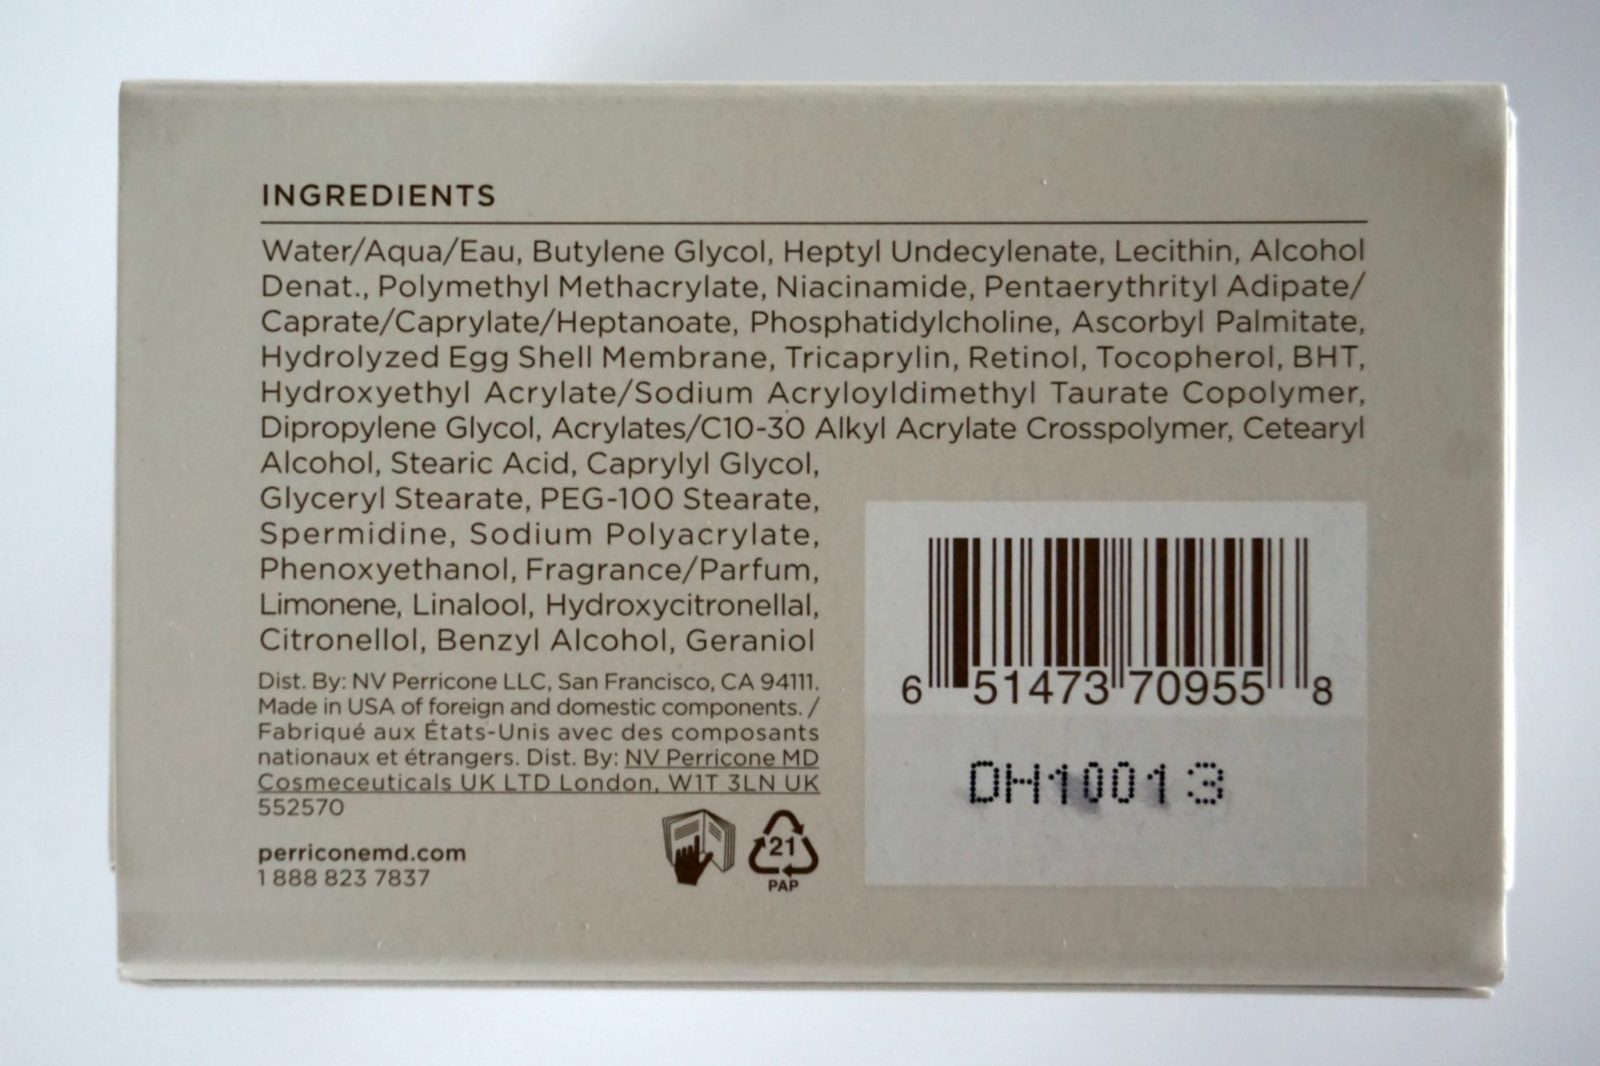 INGREDIENTS
Water/Aqua/Eau, Butylene Glycol, Heptyl Undecylenate, Lecithin, Alcohol
Denat., Polymethyl Methacrylate, Niacinamide, Pentaerythrityl Adipate/
Caprate/Caprylate/Heptanoate, Phosphatidylcholine, Ascorbyl Palmitate,
Hydrolyzed Egg Shell Membrane, Tricaprylin, Retinol, Tocopherol, BHT,
Hydroxyethyl Acrylate/Sodium Acryloyldimethyl Taurate Copolymer,
Dipropylene Glycol, Acrylates/C10-30 Alkyl Acrylate Crosspolymer, Cetearyl
Alcohol, Stearic Acid, Caprylyl Glycol,
Glyceryl Stearate, PEG-100 Stearate,
Spermidine, Sodium Polyacrylate,
Phenoxyethanol, Fragrance/Parfum,
Limonene, Linalool, Hydroxycitronellal,
Citronellol, Benzyl Alcohol, Geraniol
Dist. By: NV Perricone LLC, San Francisco, CA 94111.
Made in USA of foreign and domestic components. /
Fabriqué aux États-Unis avec des composants
nationaux et étrangers. Dist. By: NV Perricone MD
Cosmeceuticals UK LTD London, W1T 3LN UK
552570
perriconemd.com
1 888 823 7837
21
PAP
6 51473 70955 8
DH10013